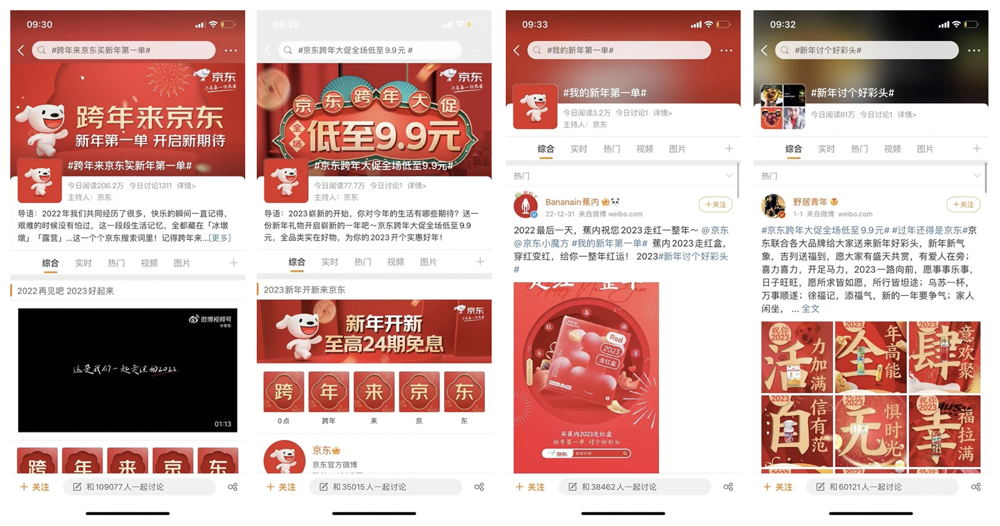 09:30
#跨年来京东买新年第一单#
京东
不负每一份热爱
跨年来京东
新年第一单 开启新期待
#跨年来京东买新年第一单#
今日阅读206.2万 今日讨论1311 详情>
主持人：京东
导语：2022年我们共同经历了很多，快乐的瞬间一直记得，
艰难的时候没有怕过，这一段段生活记忆，全都藏在「冰墩
墩」「露营」...这一个个京东搜索词里！记得跨年来...[更多]
综合 实时 热门 视频 图片
2022再见吧 2023好起来
微博视频号
@京东
这是我们一起走过的2022
01:13
跨 年 来 京 东
关注
和109077人一起讨论
09:29
#京东跨年大促全场低至9.9元 #
京东
不负每一份热爱
京东跨年大促
全场
低至9.9元
#京东跨年大促全场低至9.9元#
今日阅读77.7万 今日讨论1 详情>
主持人：京东
导语：2023崭新的开始，你对今年的生活有哪些期待？送一
份新年礼物开启崭新的一年吧～京东跨年大促全场低至9.9
元，全品类实在好物，为你的2023开个实惠好年！
综合 实时 热门 视频 图片
2023新年开新来京东
京东
不负每一份热爱
新年开新
至高24期免息
跨 年 来 京 东
0点 跨年 来 京 东
京东
京东官方微博
关注
和35015人一起讨论
09:33
#我的新年第一单#
#我的新年第一单#
今日阅读3.2万 今日讨论1 详情>
主持人：京东
综合 实时 热门 视频 图片
热门
Bananain蕉内
22-12-31 来自微博 weibo.com
+关注
2022最后一天，蕉内祝您2023走红一整年～ @京东
@京东小魔方 #我的新年第一单# 蕉内2023走红盒，
穿红变红，给你一整年红运！ 2023#新年讨个好彩头
#
走红一整年
Happy New Year
喜
旺
福
乐
吉
Red
2023
走红盒
买蕉内2023走红盒
新年第一单 讨个好彩头
京东
新年开新
关注
和38462人一起讨论
09:32
#新年讨个好彩头#
#新年讨个好彩头#
今日阅读81万 今日讨论1 详情>
综合 实时 热门 视频 图片
热门
野居青年
1-1 来自微博 weibo.com
+关注
#京东跨年大促全场低至9.9元# #过年还得是京东#京
东联合各大品牌给大家送来新年好彩头，新年新气
象，吉列送福到，愿大家有盛天共赏，有爱人在旁；
喜力喜力，开足马力，2023一路向前，愿事事乐事，
日子旺旺，愿所求皆如愿，所行皆坦途；乌苏一杯，
万事顺遂；徐福记，添福气，新的一年要争气；家人
闲坐， ... 全文
祝你2023
活力加满
2023
全年高能
2023
肆意欢聚
祝你2023
自信有范
2023
无惧时光
祝你2023
幸福拉满
关注
和60121人一起讨论